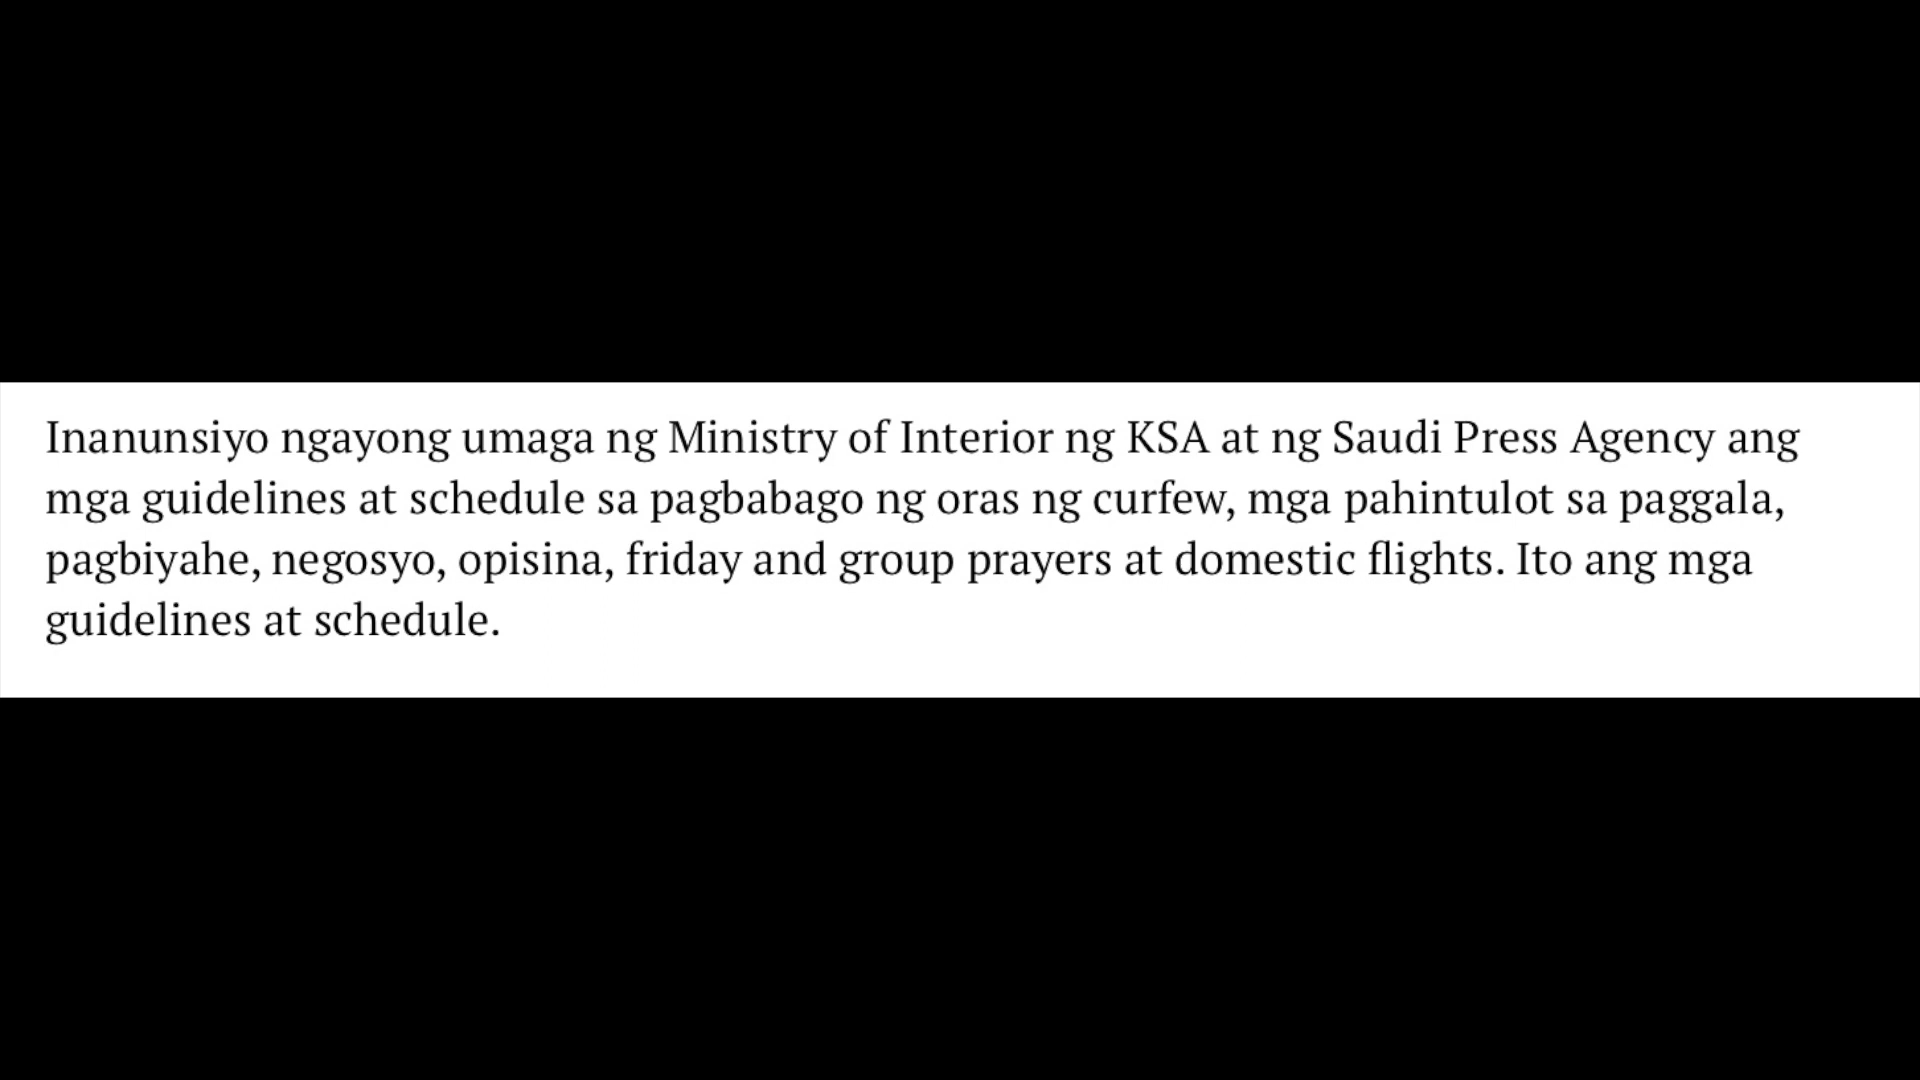 Inanunsiyo ngayong umaga ng Ministry of Interior ng KSA at ng Saudi Press Agency ang
mga guidelines at schedule sa pagbabago ng oras ng curfew, mga pahintulot sa paggala,
pagbiyahe, negosyo, opisina, friday and group prayers at domestic flights. Ito ang mga
guidelines at schedule.